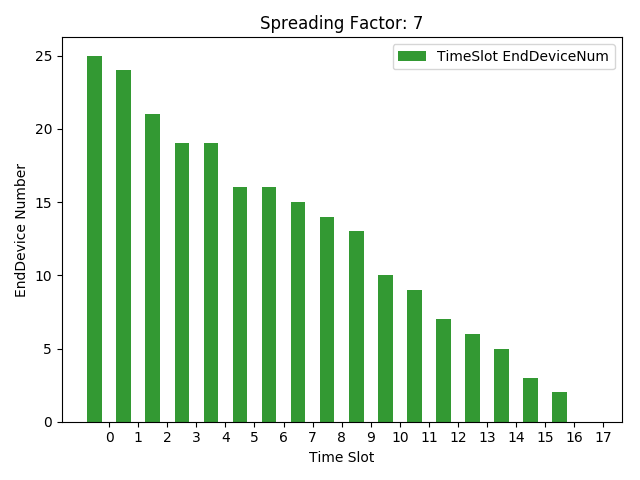 Spreading Factor: 7
TimeSlot EndDeviceNum
25
20
15
10
5
0
EndDevice Number
0 1 2 3 4 5 6 7 8 9 10 11 12 13 14 15 16 17
Time Slot